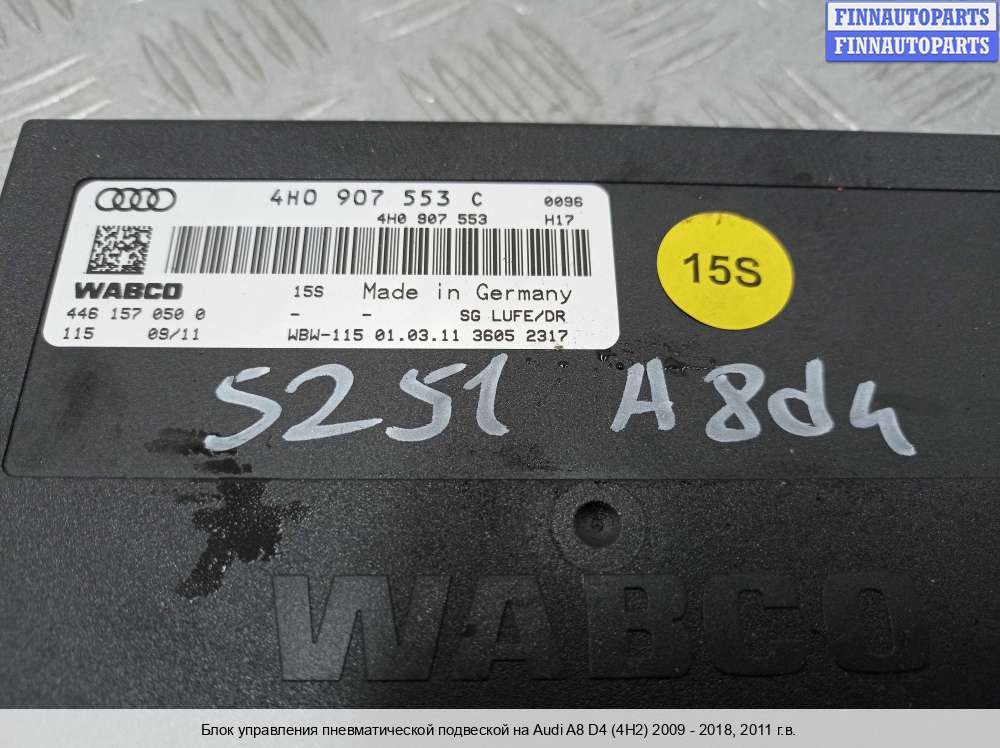 FINNAUTOPARTS
FINNAUTOPARTS
4H0 907 553 C 0096
4H0 907 553 H17
WABCO 15S Made in Germany
446 157 050 0 - - SG LUFE/DR
115 09/11 WBW-115 01.03.11 3605 2317
15S
5251 A8d4
WABCO
Блок управления пневматической подвеской на Audi A8 D4 (4H2) 2009 - 2018, 2011 г.в.